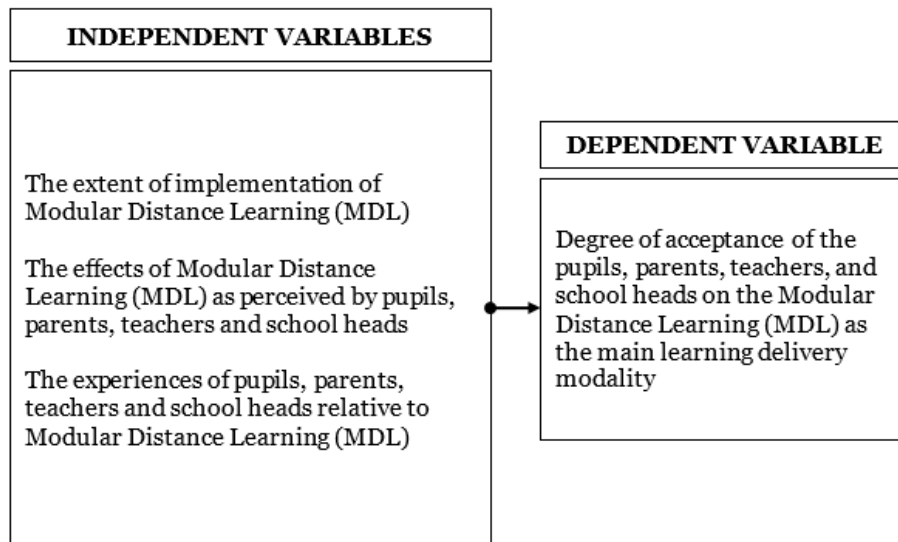 INDEPENDENT VARIABLES
The extent of implementation of
Modular Distance Learning (MDL)
The effects of Modular Distance
Learning (MDL) as perceived by pupils,
parents, teachers and school heads
The experiences of pupils, parents,
teachers and school heads relative to
Modular Distance Learning (MDL)
DEPENDENT VARIABLE
Degree of acceptance of the
pupils, parents, teachers, and
school heads on the Modular
Distance Learning (MDL) as
the main learning delivery
modality